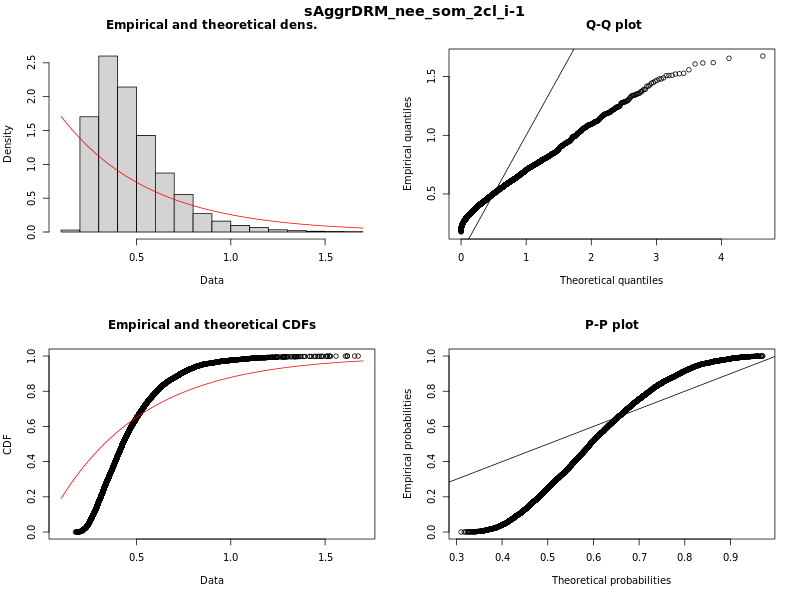 sAggrDRM_nee_som_2cl_i-1
Empirical and theoretical dens.
Density
0.0 0.5 1.0 1.5 2.0 2.5
0.5 1.0 1.5
Data
Q-Q plot
Empirical quantiles
0.5 1.0 1.5
0 1 2 3 4
Theoretical quantiles
Empirical and theoretical CDFs
CDF
0.0 0.2 0.4 0.6 0.8 1.0
0.5 1.0 1.5
Data
P-P plot
Empirical probabilities
0.0 0.2 0.4 0.6 0.8 1.0
0.3 0.4 0.5 0.6 0.7 0.8 0.9
Theoretical probabilities